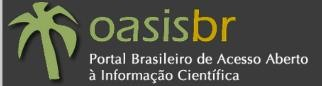 oasisbr
Portal Brasileiro de Acesso Aberto
à Informação Científica